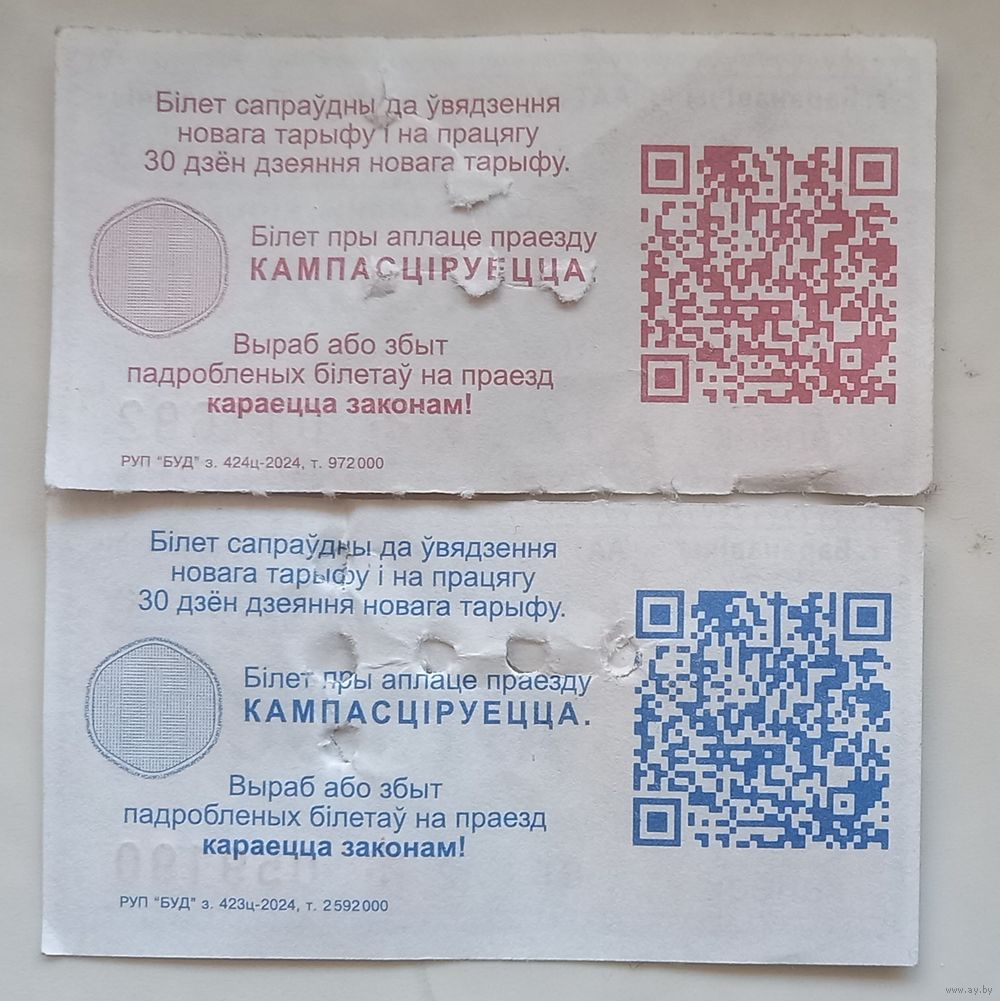 Білет сапраўдны да ўвядзення
новага тарыфу і на працягу
30 дзён дзеяння новага тарыфу.
Білет пры аплаце праезду
КАМПАСЦІРУЕЦЦА.
Выраб або збыт
падробленых білетаў на праезд
караецца законам!
РУП "БУД" з. 424ц-2024, т. 972000
Білет сапраўдны да ўвядзення
новага тарыфу і на працягу
30 дзён дзеяння новага тарыфу.
Білет пры аплаце праезду
КАМПАСЦІРУЕЦЦА.
Выраб або збыт
падробленых білетаў на праезд
караецца законам!
РУП "БУД" з. 423ц-2024, т. 2592000
www.ay.by